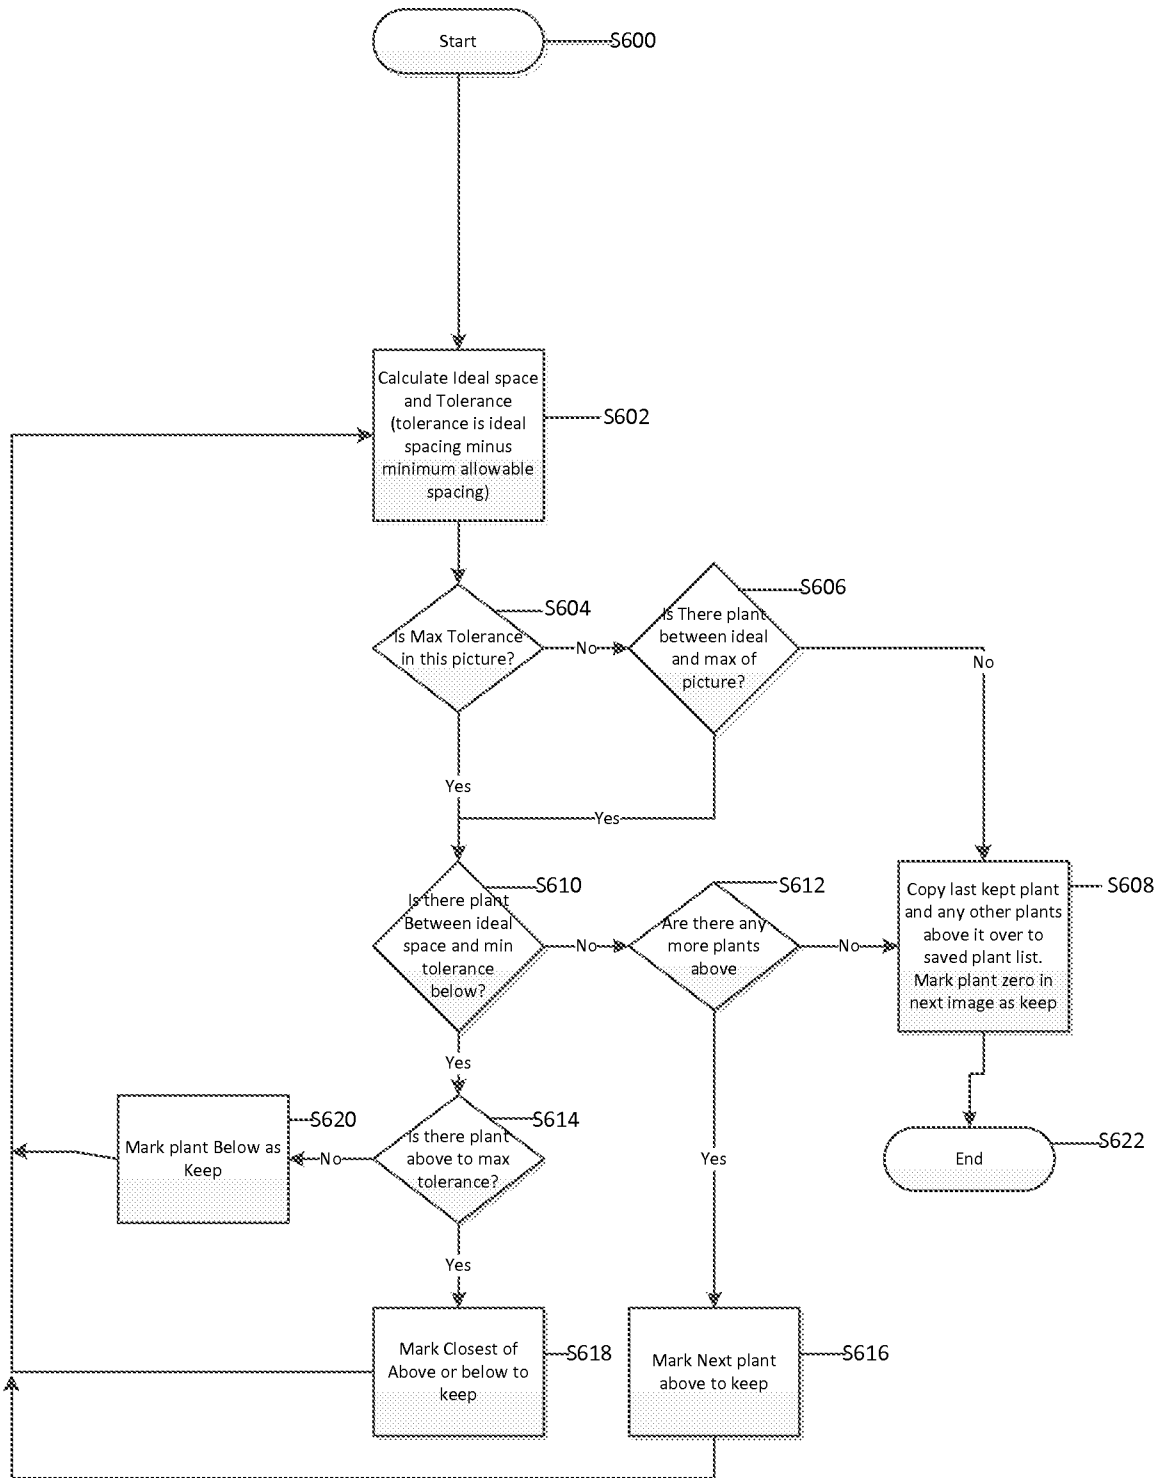 Start
S600
Calculate Ideal space
and Tolerance
(tolerance is ideal
spacing minus
minimum allowable
spacing)
S602
Is Max Tolerance
in this picture?
S604
No
Is There plant
between ideal
and max of
picture?
S606
No
Yes
Yes
Is there plant
Between ideal
space and min
tolerance
below?
S610
No
Are there any
more plants
above
S612
No
Copy last kept plant
and any other plants
above it over to
saved plant list.
Mark plant zero in
next image as keep
S608
Yes
Mark plant Below as
Keep
S620
No
Is there plant
above to max
tolerance?
S614
Yes
End
S622
Yes
Mark Closest of
Above or below to
keep
S618
Mark Next plant
above to keep
S616